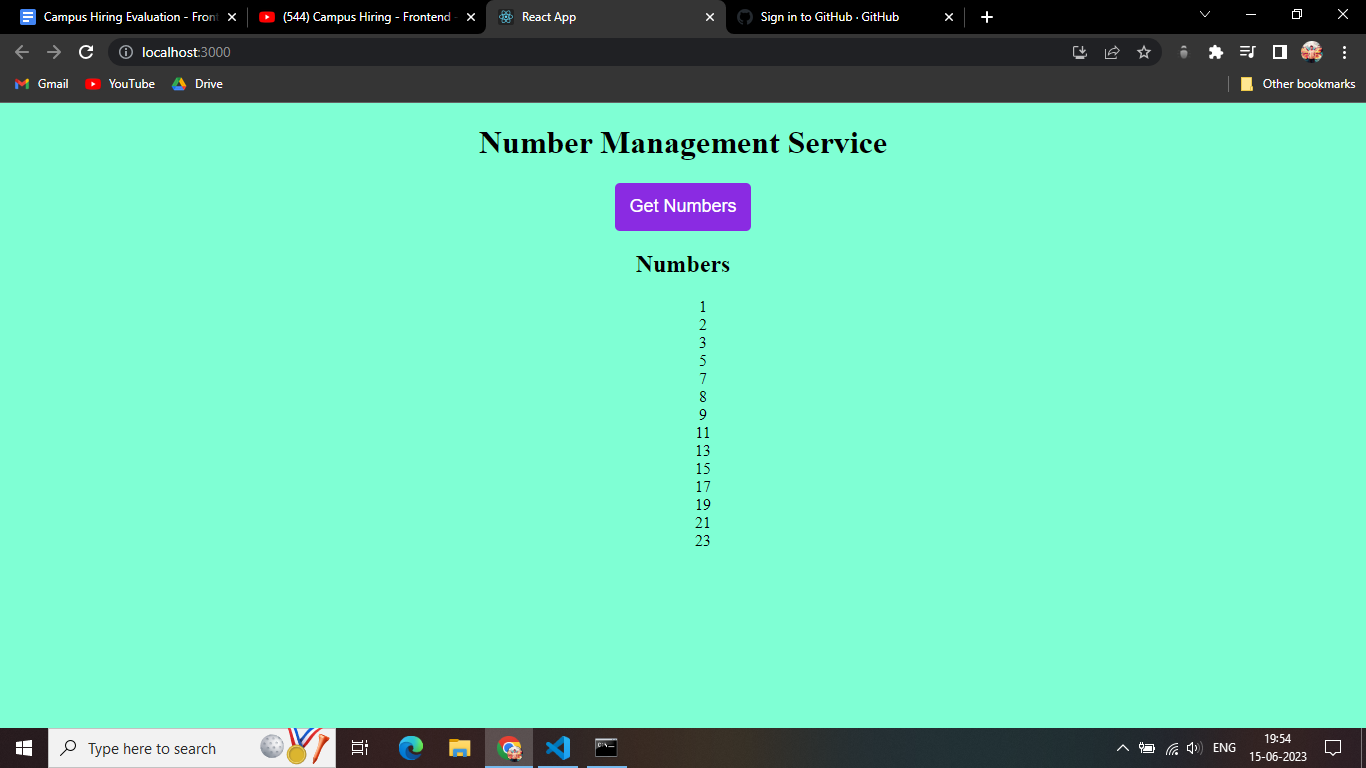 Campus Hiring Evaluation - Front
(544) Campus Hiring - Frontend
React App
Sign in to GitHub · GitHub
localhost:3000
Gmail
YouTube
Drive
Other bookmarks
Number Management Service
Get Numbers
Numbers
1
2
3
5
7
8
9
11
13
15
17
19
21
23
Type here to search
ENG
19:54
15-06-2023